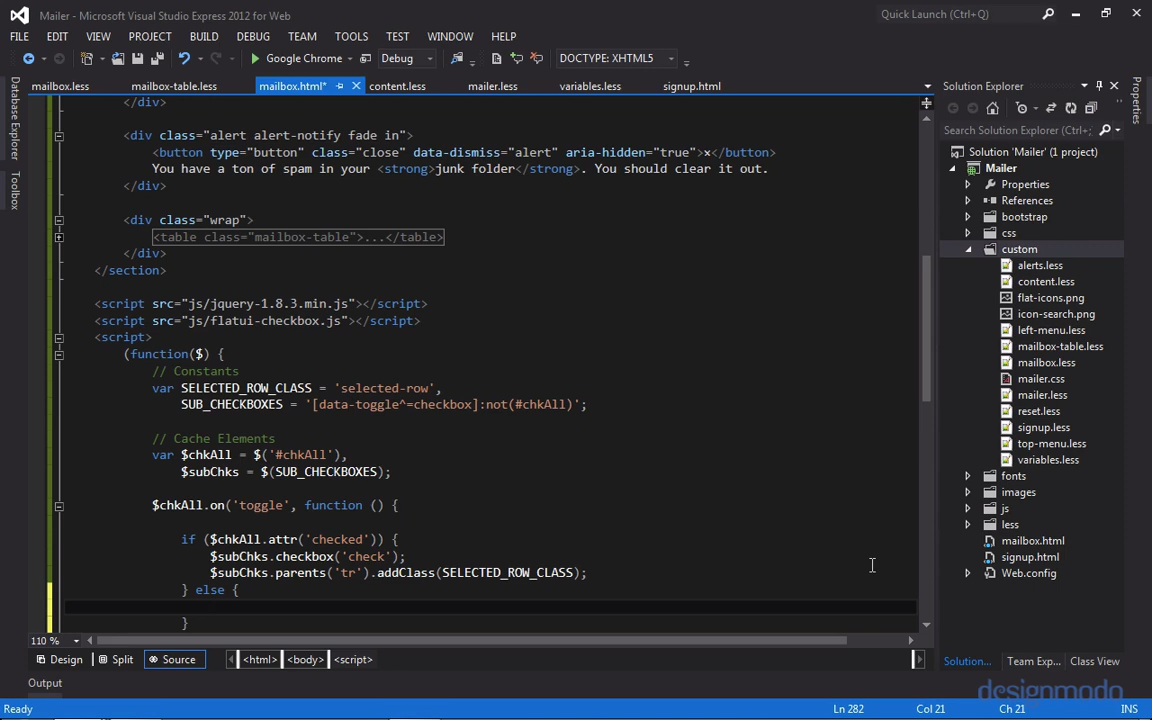 Mailer - Microsoft Visual Studio Express 2012 for Web
Quick Launch (Ctrl+Q)
FILE EDIT VIEW PROJECT BUILD DEBUG TEAM TOOLS TEST WINDOW HELP
Google Chrome Debug DOCTYPE: XHTML5
mailbox.less mailbox-table.less mailbox.html* content.less mailer.less variables.less signup.html
Database Explorer
Toolbox
</div>
<div class="alert alert-notify fade in">
<button type="button" class="close" data-dismiss="alert" aria-hidden="true">×</button>
You have a ton of spam in your <strong>junk folder</strong>. You should clear it out.
</div>
<div class="wrap">
<table class="mailbox-table">...</table>
</div>
</section>
<script src="js/jquery-1.8.3.min.js"></script>
<script src="js/flatui-checkbox.js"></script>
<script>
(function($) {
// Constants
var SELECTED_ROW_CLASS = 'selected-row',
SUB_CHECKBOXES = '[data-toggle^=checkbox]:not(#chkAll)';
// Cache Elements
var $chkAll = $('#chkAll'),
$subChks = $(SUB_CHECKBOXES);
$chkAll.on('toggle', function () {
if ($chkAll.attr('checked')) {
$subChks.checkbox('check');
$subChks.parents('tr').addClass(SELECTED_ROW_CLASS);
} else {
}
110 %
Design Split Source <html> <body> <script>
Output
Ready Ln 282 Col 21 Ch 21 INS
Solution Explorer
Search Solution Explorer (Ctrl+;
Solution 'Mailer' (1 project)
Mailer
Properties
References
bootstrap
css
custom
alerts.less
content.less
flat-icons.png
icon-search.png
left-menu.less
mailbox-table.less
mailbox.less
mailer.css
mailer.less
reset.less
signup.less
top-menu.less
variables.less
fonts
images
js
less
mailbox.html
signup.html
Web.config
Solution... Team Exp... Class View
Properties
designmodo